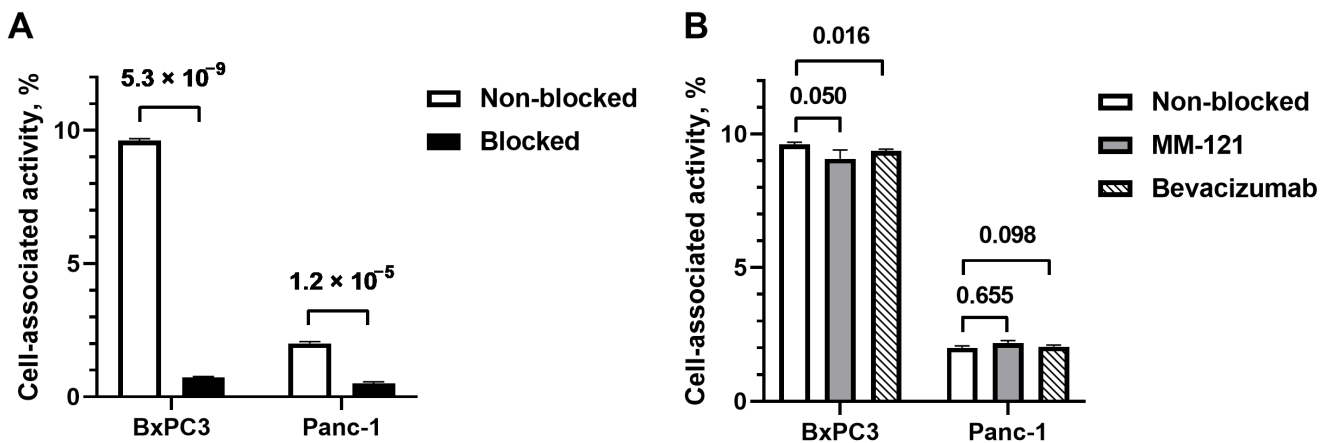 A
Cell-associated activity, %
10
5
0
5.3 × 10⁻⁹
1.2 × 10⁻⁵
BxPC3
Panc-1
Non-blocked
Blocked
B
Cell-associated activity, %
10
5
0
0.016
0.050
0.098
0.655
BxPC3
Panc-1
Non-blocked
MM-121
Bevacizumab